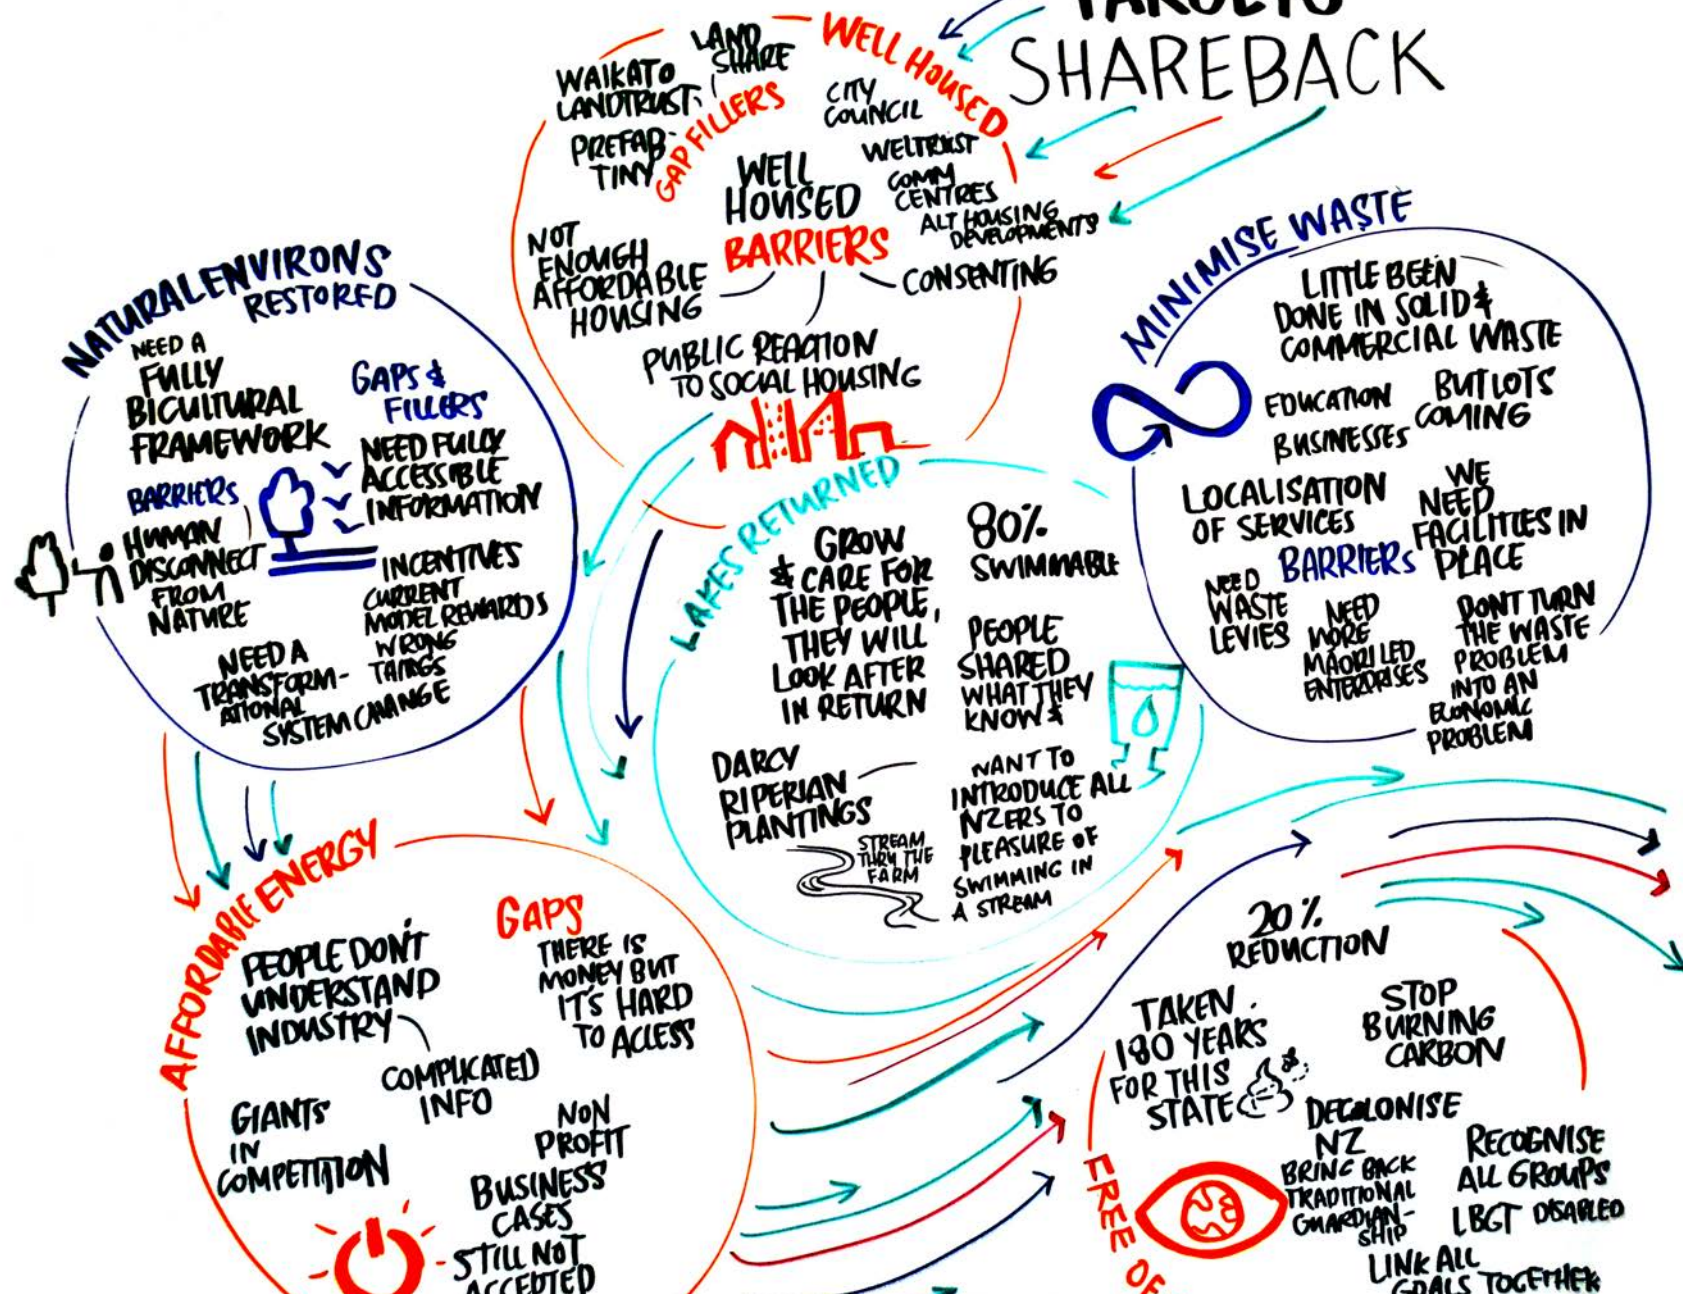 TARGETS
SHAREBACK
WELL HOUSED
LAND
SHARE
WAIKATO
LANDTRUST
PREFAB
TINY
GAP FILLERS
CITY
COUNCIL
WELTRUST
COMM
CENTRES
ALT HOUSING
DEVELOPMENTS
WELL
HOUSED
BARRIERS
NOT
ENOUGH
AFFORDABLE
HOUSING
CONSENTING
PUBLIC REACTION
TO SOCIAL HOUSING
NATURAL ENVIRONS
RESTORED
NEED A
FULLY
BICULTURAL
FRAMEWORK
GAPS &
FILLERS
NEED FULLY
ACCESSIBLE
INFORMATION
BARRIERS
HUMAN
DISCONNECT
FROM
NATURE
INCENTIVES
CURRENT
MODEL REWARDS
WRONG
THINGS
NEED A
TRANSFORM-
ATIONAL
SYSTEM CHANGE
MINIMISE WASTE
LITTLE BEEN
DONE IN SOLID &
COMMERCIAL WASTE
BUT LOTS
COMING
EDUCATION
BUSINESSES
LOCALISATION
OF SERVICES
WE
NEED
FACILITIES IN
PLACE
BARRIERS
NEED
WASTE
LEVIES
NEED
MORE
MAORI LED
ENTERPRISES
DONT TURN
THE WASTE
PROBLEM
INTO AN
ECONOMIC
PROBLEM
LAKES RETURNED
GROW
& CARE FOR
THE PEOPLE,
THEY WILL
LOOK AFTER
IN RETURN
80%
SWIMMABLE
PEOPLE
SHARED
WHAT THEY
KNOW &
WANT TO
INTRODUCE ALL
NZERS TO
PLEASURE OF
SWIMMING IN
A STREAM
DARCY
RIPERIAN
PLANTINGS
STREAM
THRU THE
FARM
AFFORDABLE ENERGY
PEOPLE DON'T
UNDERSTAND
INDUSTRY
COMPLICATED
INFO
GAPS
THERE IS
MONEY BUT
IT'S HARD
TO ACCESS
GIANTS
IN
COMPETITION
NON
PROFIT
BUSINESS
CASES
STILL NOT
ACCEPTED
20%
REDUCTION
TAKEN
180 YEARS
FOR THIS
STATE
STOP
BURNING
CARBON
DECOLONISE
NZ
BRING BACK
TRADITIONAL
GUARDIAN-
SHIP
RECOGNISE
ALL GROUPS
LBGT DISABLED
LINK ALL
GOALS TOGETHER
FREE OF